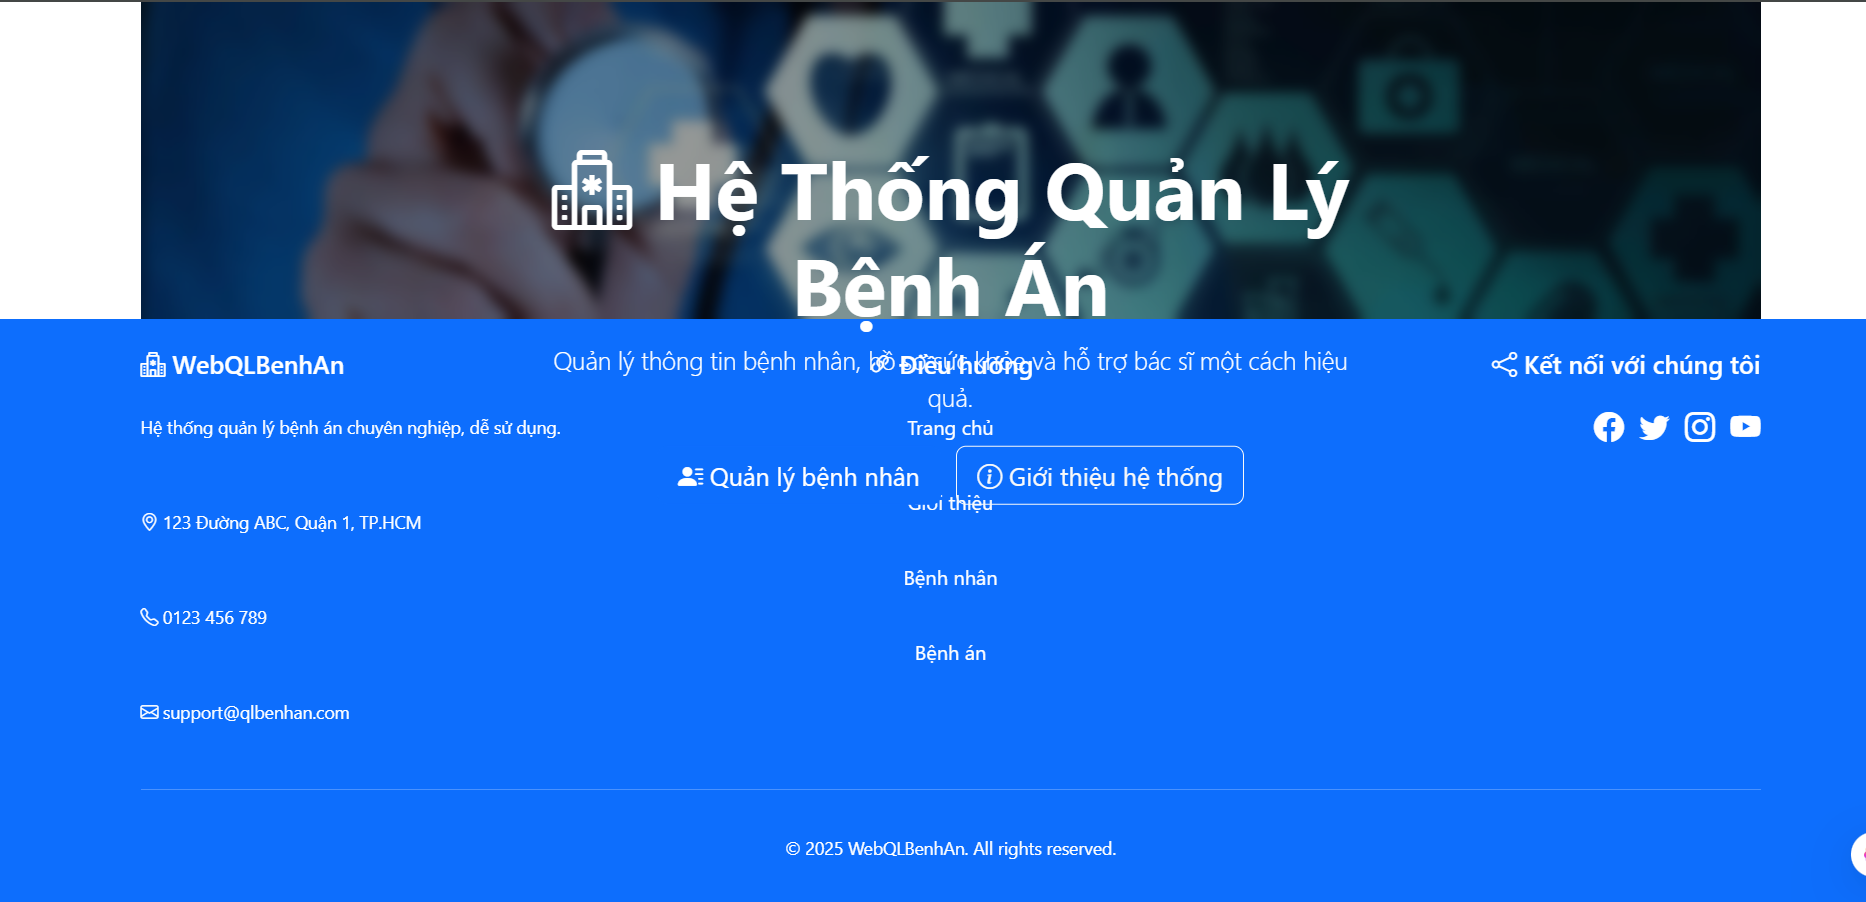 Hệ Thống Quản Lý
Bệnh Án
Quản lý thông tin bệnh nhân, hồ sơ sức khỏe và hỗ trợ bác sĩ một cách hiệu
quả.
Quản lý bệnh nhân
Giới thiệu hệ thống
WebQLBenhAn
Hệ thống quản lý bệnh án chuyên nghiệp, dễ sử dụng.
123 Đường ABC, Quận 1, TP.HCM
0123 456 789
support@qlbenhan.com
Điều hướng
Trang chủ
Giới thiệu
Bệnh nhân
Bệnh án
Kết nối với chúng tôi
© 2025 WebQLBenhAn. All rights reserved.